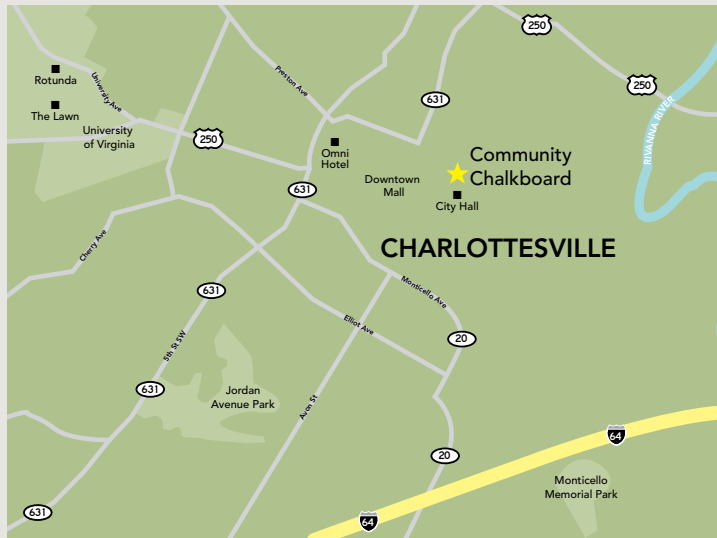 250
250
Rotunda
University Ave
Preston Ave
The Lawn
631
RIVANNA RIVER
University
of Virginia
250
Omni
Hotel
Community
Chalkboard
Downtown
Mall
631
City Hall
CHARLOTTESVILLE
Cherry Ave
631
Monticello Ave
Elliot Ave
20
5th St SW
631
Jordan
Avenue Park
Avon St
64
20
Monticello
Memorial Park
631
64